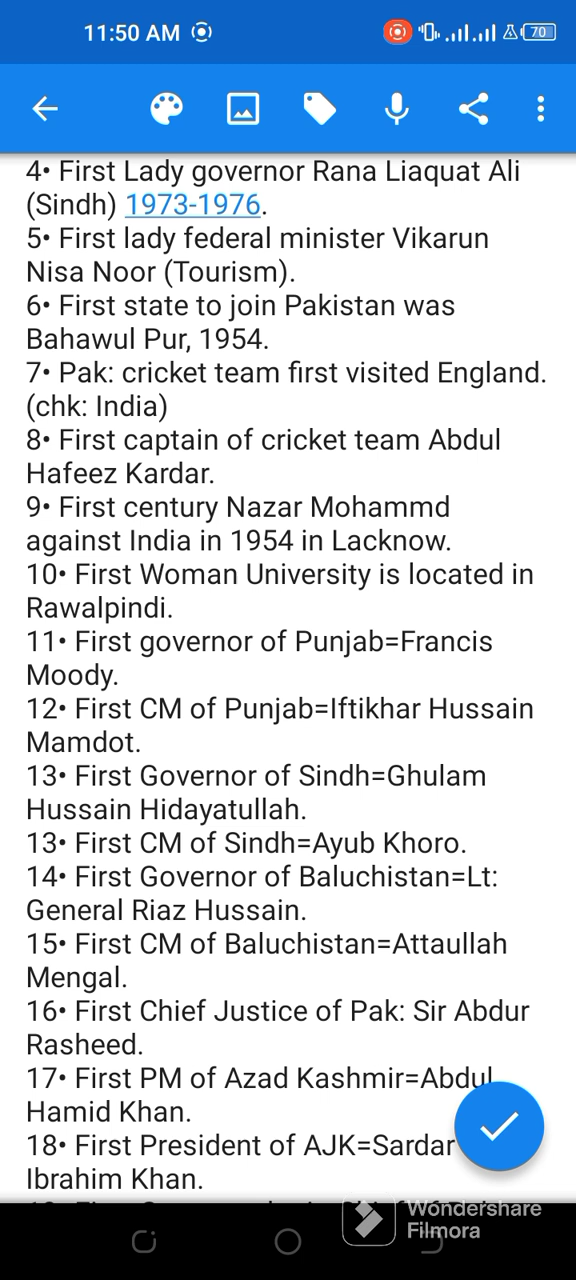 11:50 AM
70
4• First Lady governor Rana Liaquat Ali
(Sindh) 1973-1976.
5• First lady federal minister Vikarun
Nisa Noor (Tourism).
6• First state to join Pakistan was
Bahawul Pur, 1954.
7• Pak: cricket team first visited England.
(chk: India)
8• First captain of cricket team Abdul
Hafeez Kardar.
9• First century Nazar Mohammd
against India in 1954 in Lacknow.
10• First Woman University is located in
Rawalpindi.
11• First governor of Punjab=Francis
Moody.
12• First CM of Punjab=Iftikhar Hussain
Mamdot.
13• First Governor of Sindh=Ghulam
Hussain Hidayatullah.
13• First CM of Sindh=Ayub Khoro.
14• First Governor of Baluchistan=Lt:
General Riaz Hussain.
15• First CM of Baluchistan=Attaullah
Mengal.
16• First Chief Justice of Pak: Sir Abdur
Rasheed.
17• First PM of Azad Kashmir=Abdul
Hamid Khan.
18• First President of AJK=Sardar
Ibrahim Khan.
Wondershare
Filmora